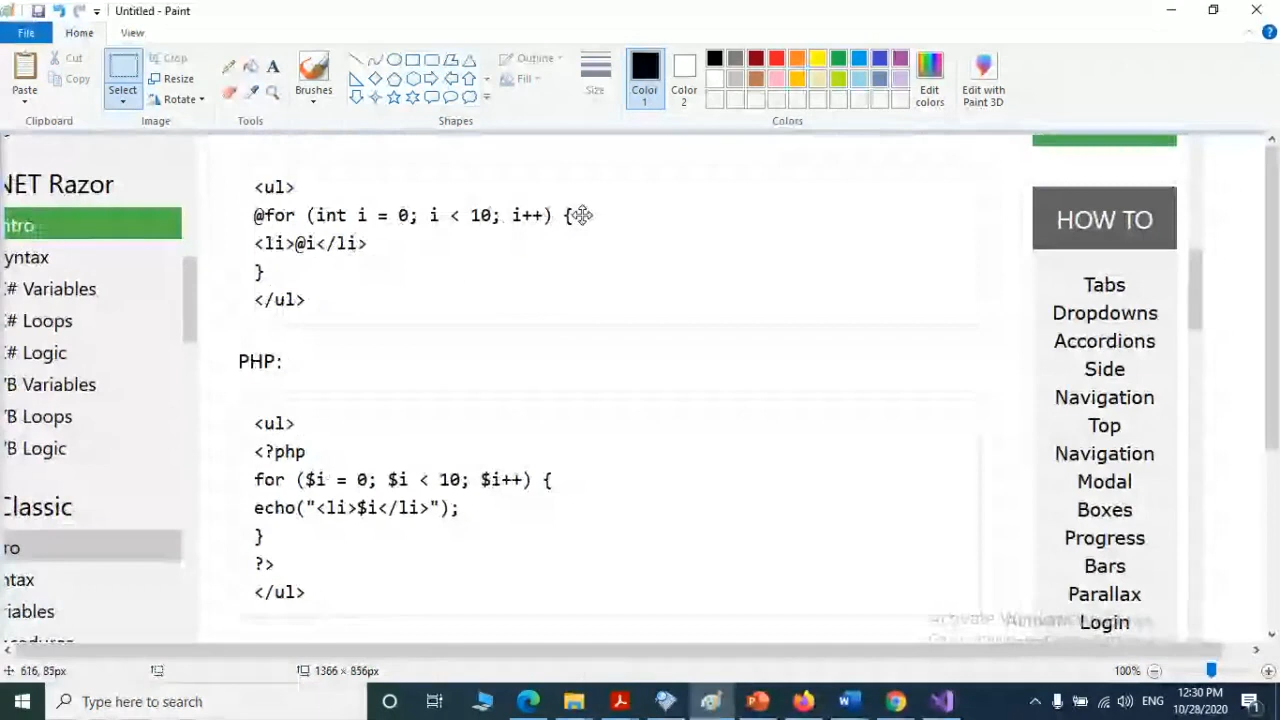 Untitled - Paint
File
Home
View
Paste
Cut
Copy
Clipboard
Select
Crop
Resize
Rotate
Image
A
Tools
Brushes
Outline
Fill
Shapes
Size
Color 1
Color 2
Edit colors
Edit with Paint 3D
Colors
NET Razor
ntro
yntax
# Variables
# Loops
# Logic
B Variables
B Loops
B Logic
Classic
ro
ntax
riables
<ul>
@for (int i = 0; i < 10; i++) {
<li>@i</li>
}
</ul>
PHP:
<ul>
<?php
for ($i = 0; $i < 10; $i++) {
echo("<li>$i</li>");
}
?>
</ul>
HOW TO
Tabs
Dropdowns
Accordions
Side
Navigation
Top
Navigation
Modal
Boxes
Progress
Bars
Parallax
Login
616, 85px
1366 × 856px
100%
Type here to search
12:30 PM
10/28/2020